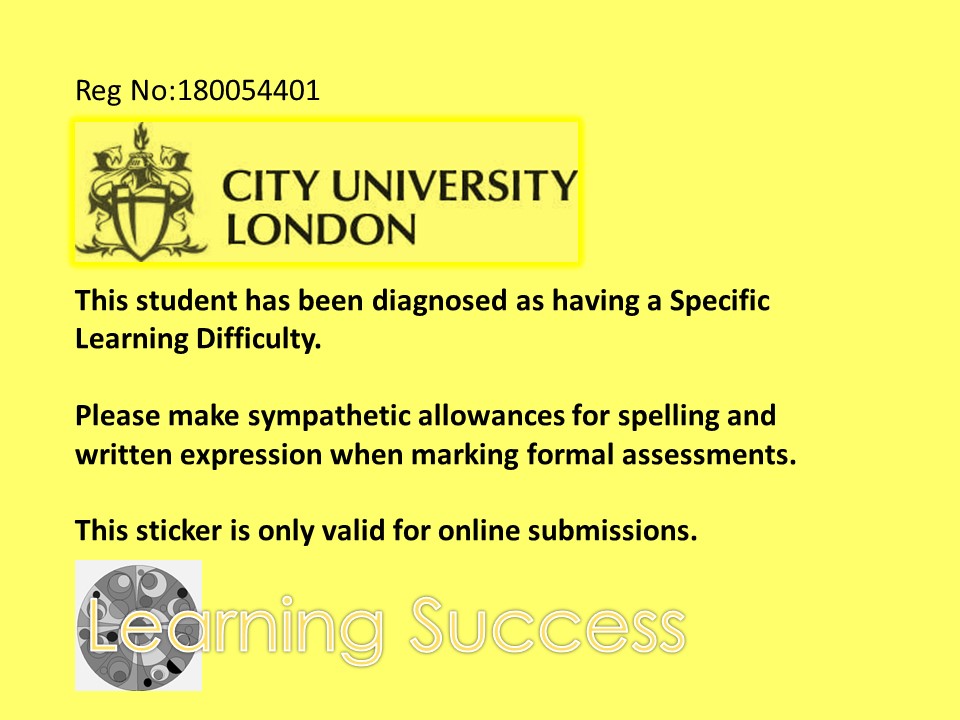 Reg No:180054401
CITY UNIVERSITY
LONDON
This student has been diagnosed as having a Specific
Learning Difficulty.
Please make sympathetic allowances for spelling and
written expression when marking formal assessments.
This sticker is only valid for online submissions.
Learning Success